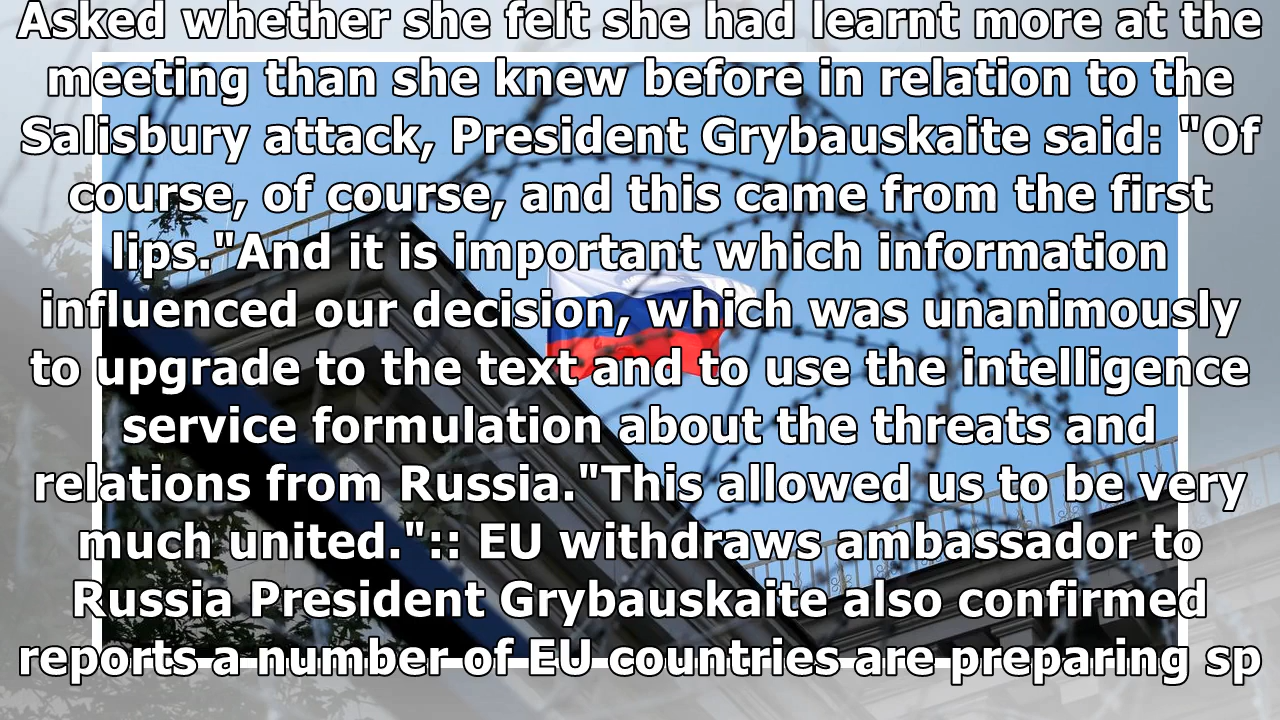 Asked whether she felt she had learnt more at the
meeting than she knew before in relation to the
Salisbury attack, President Grybauskaite said: "Of
course, of course, and this came from the first
lips."And it is important which information
influenced our decision, which was unanimously
to upgrade to the text and to use the intelligence
service formulation about the threats and
relations from Russia."This allowed us to be very
much united.":: EU withdraws ambassador to
Russia President Grybauskaite also confirmed
reports a number of EU countries are preparing sp